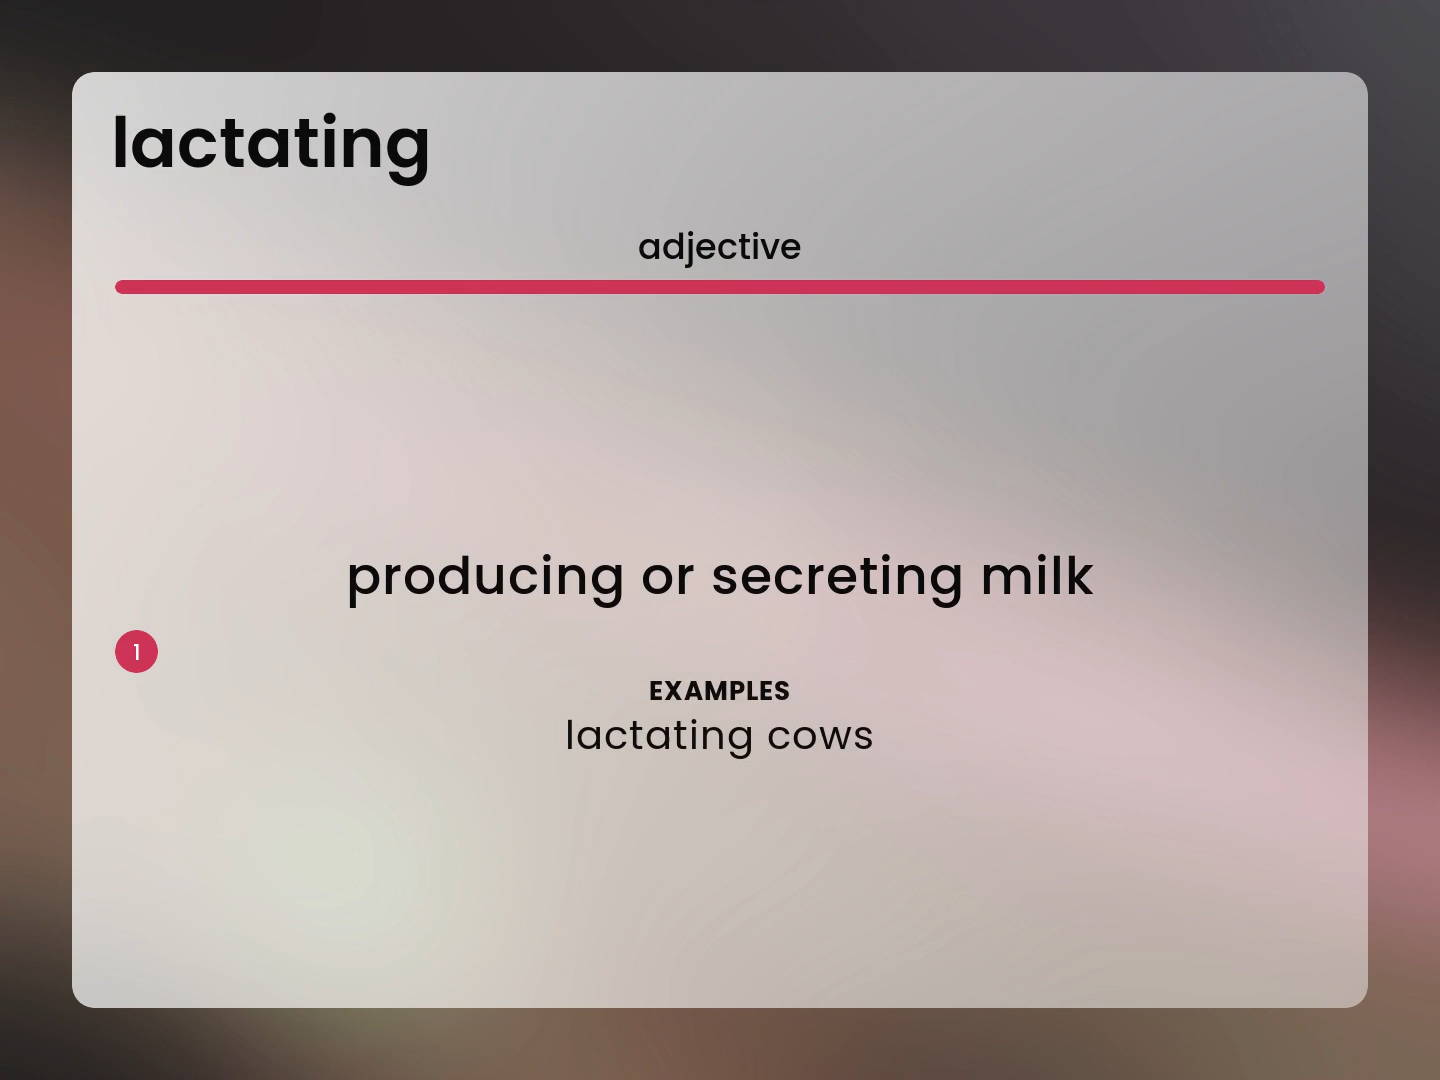 lactating
adjective
producing or secreting milk
1
EXAMPLES
lactating cows